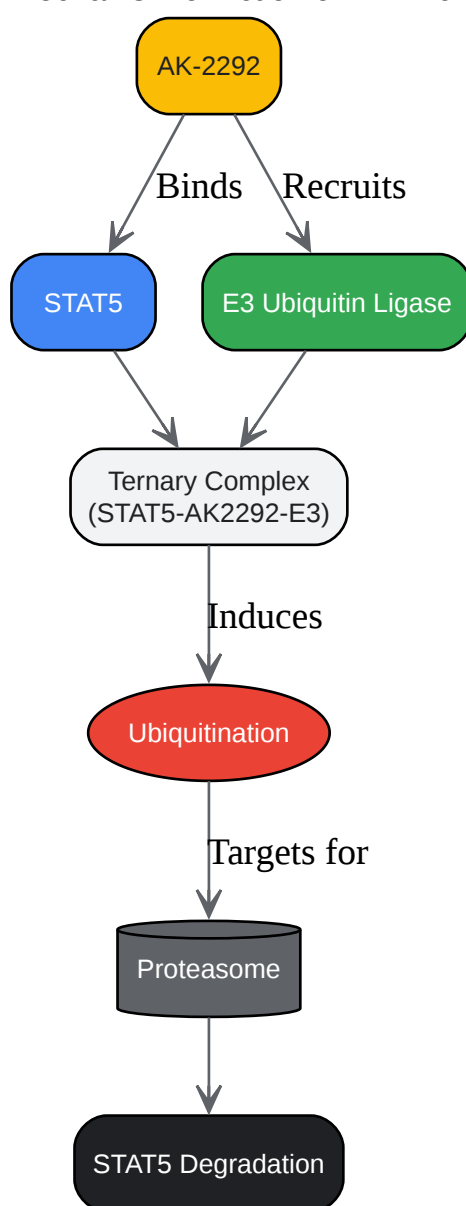 AK-2292
Binds
Recruits
STAT5
E3 Ubiquitin Ligase
Ternary Complex
(STAT5-AK2292-E3)
Induces
Ubiquitination
Targets for
Proteasome
STAT5 Degradation